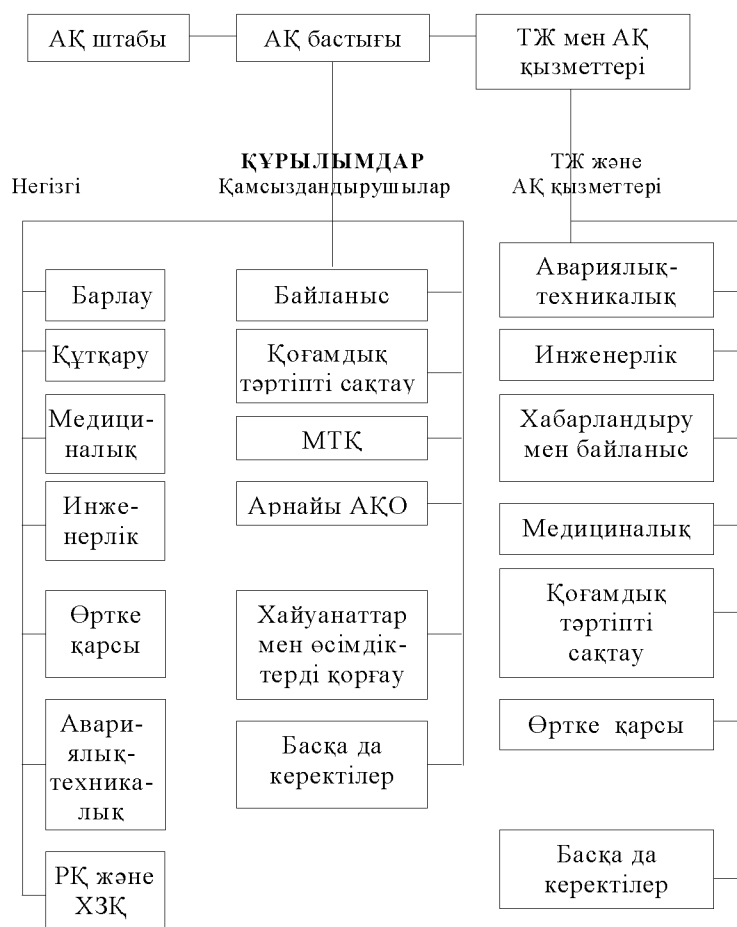 АҚ штабы
АҚ бастығы
ТЖ мен АҚ
қызметтері
ҚҰРЫЛЫМДАР
Негізгі
Қамсыздандырушылар
ТЖ және
АҚ қызметтері
Барлау
Құтқару
Медици-
налық
Инже-
нерлік
Өртке
қарсы
Авари-
ялық-
техника-
лық
РҚ және
ХЗҚ
Байланыс
Қоғамдық
тәртіпті сақтау
МТҚ
Арнайы АҚО
Хайуанаттар
мен өсімдік-
терді қорғау
Басқа да
керектілер
Авариялық-
техникалық
Инженерлік
Хабарландыру
мен байланыс
Медициналық
Қоғамдық
тәртіпті
сақтау
Өртке қарсы
Басқа да
керектілер